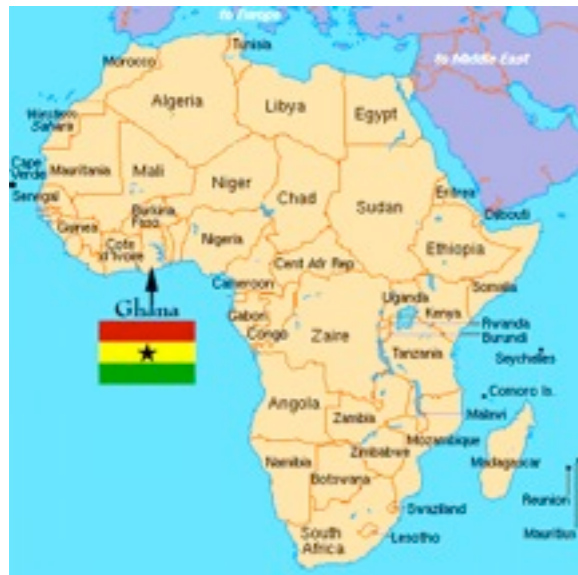 to Europe
Tunisia
Morocco
to Middle East
Algeria
Libya
Egypt
Western
Sahara
Cape
Verde
Mauritania
Mali
Niger
Chad
Sudan
Eritrea
Senegal
Djibouti
Burkina
Faso
Guinea
Nigeria
Cote
d'Ivoire
Ethiopia
Cent Afr Rep
Cameroon
Somalia
Ghana
Uganda
Kenya
Gabon
Congo
Zaire
Rwanda
Burundi
Tanzania
Seychelles
Comoro Is.
Angola
Malawi
Zambia
Mozambique
Zimbabwe
Madagascar
Namibia
Botswana
Reunion
Swaziland
Mauritius
South
Africa
Lesotho